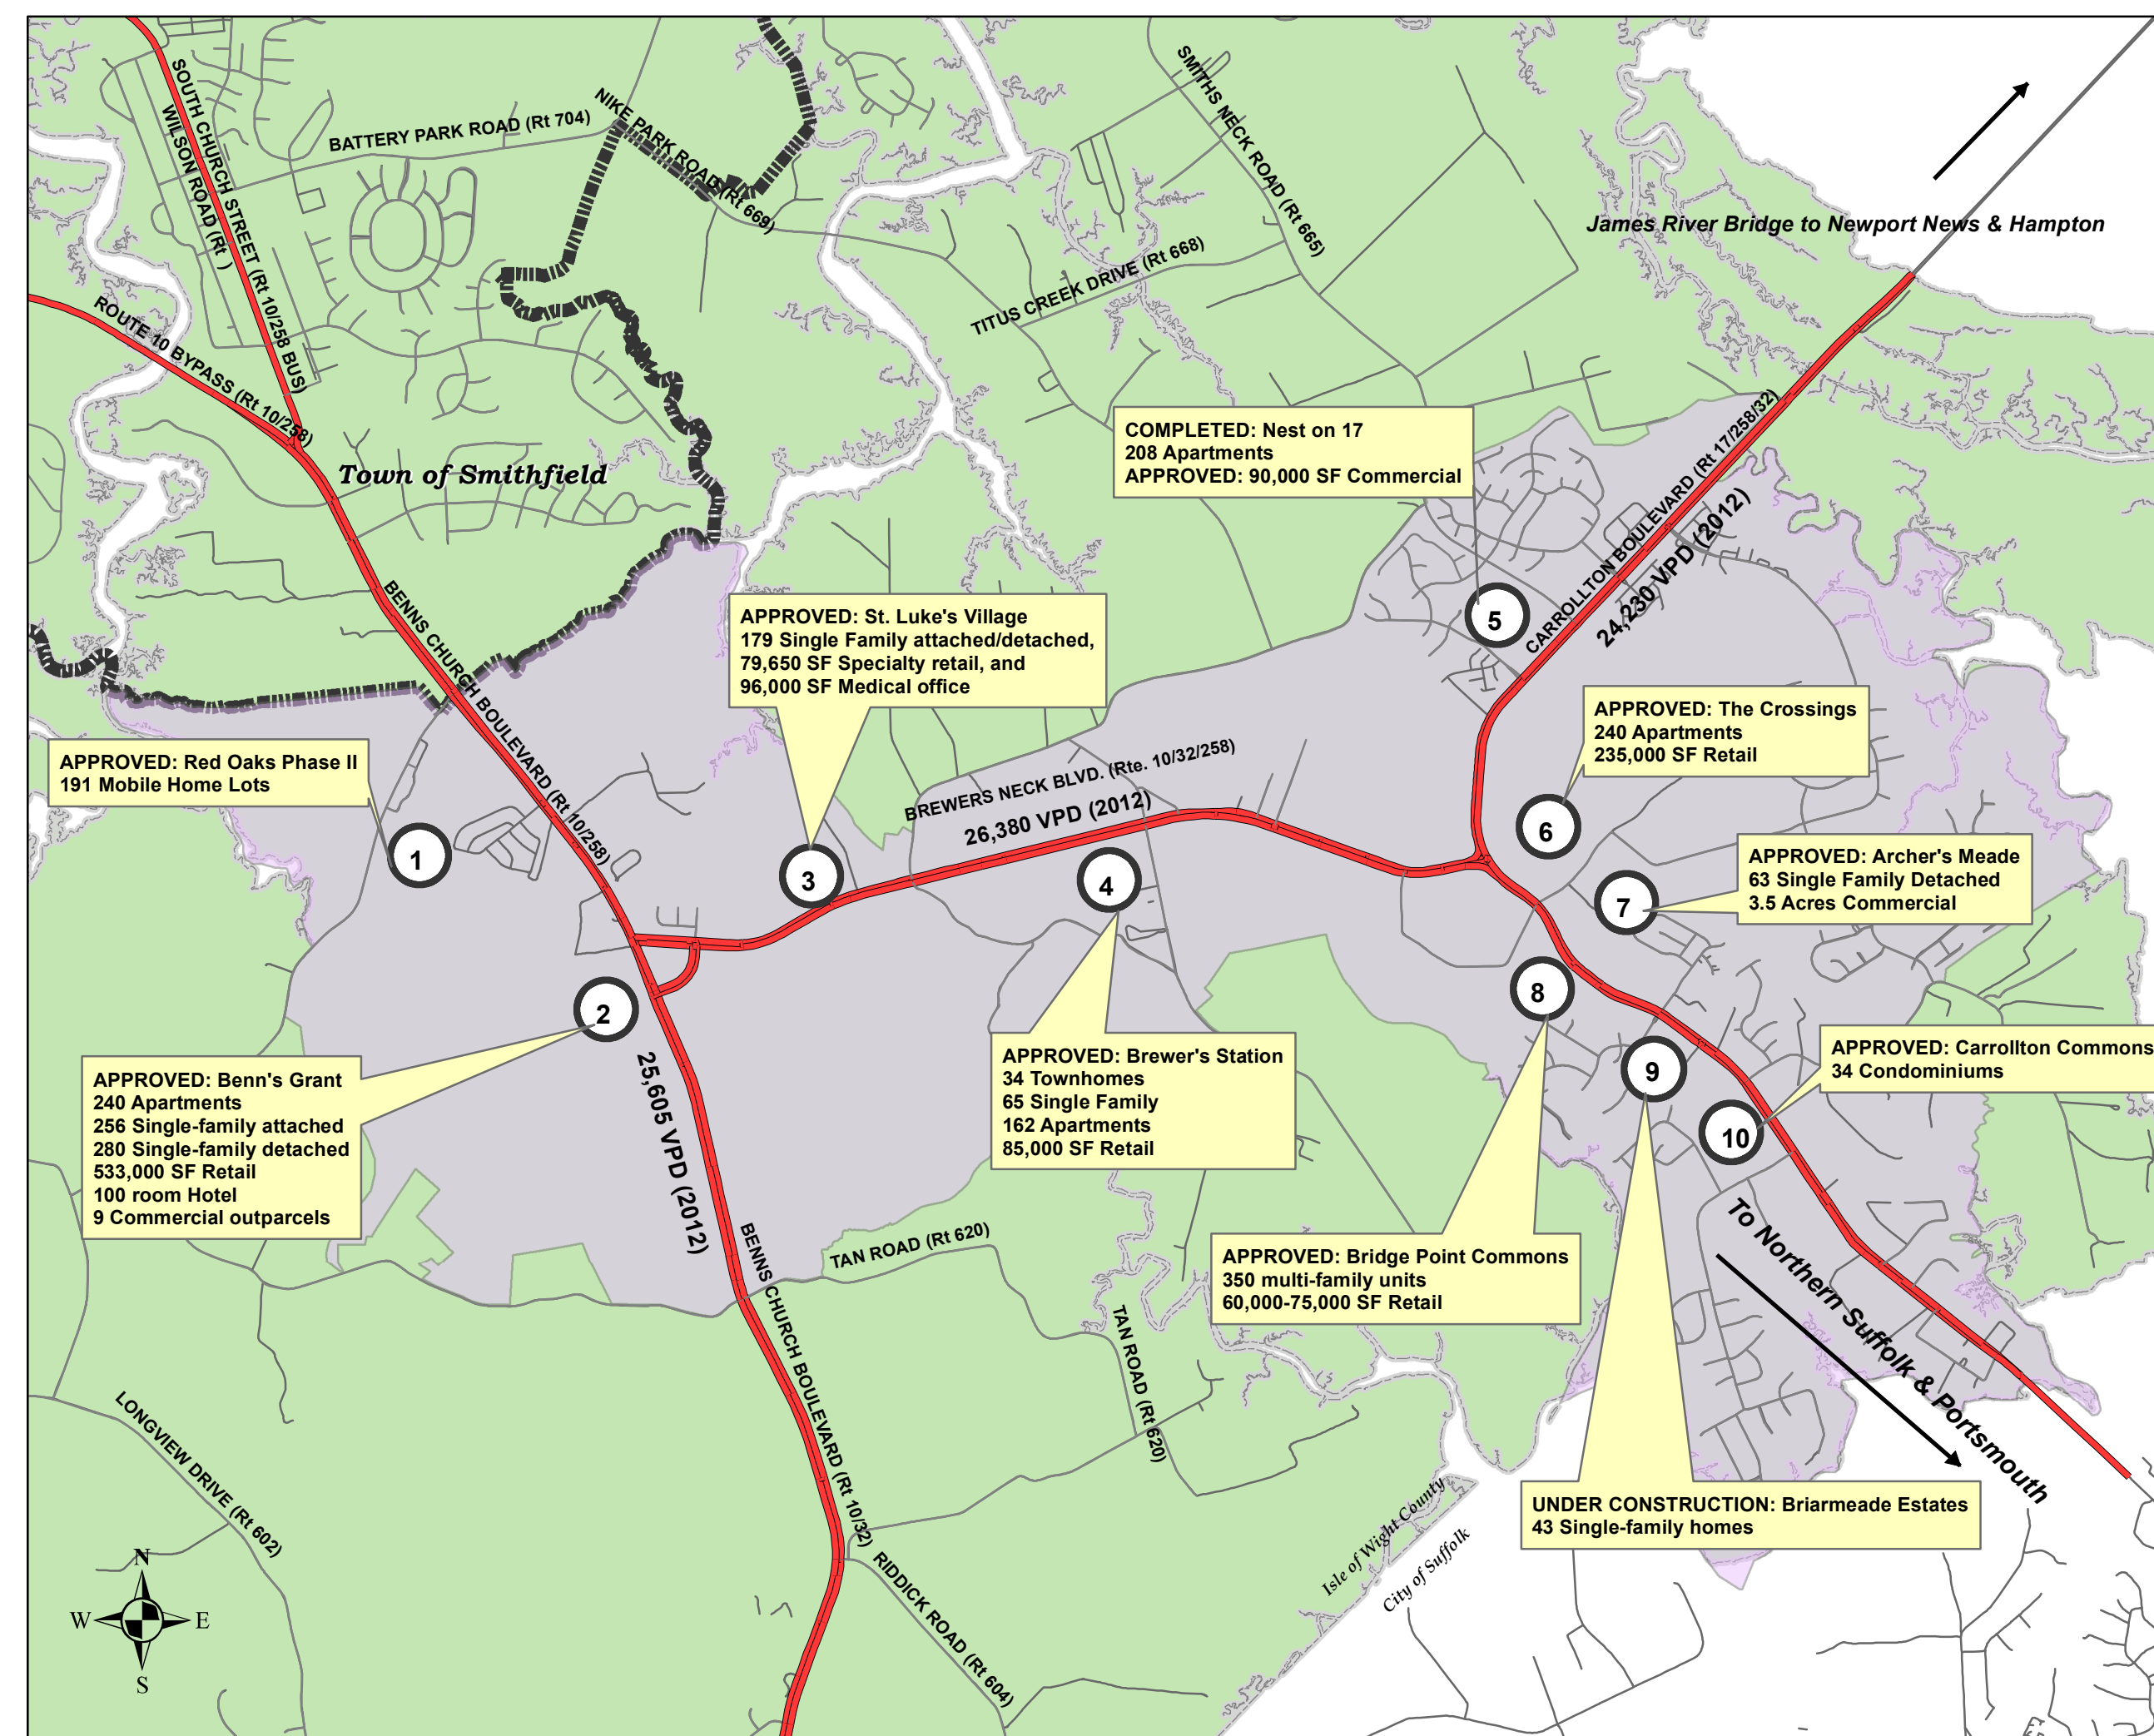 SOUTH CHURCH STREET (Rt 10/258 BUS)
WILSON ROAD (Rt )
BATTERY PARK ROAD (Rt 704)
NIKE PARK ROAD (Rt 669)
SMITHS NECK ROAD (Rt 665)
TITUS CREEK DRIVE (Rt 668)
James River Bridge to Newport News & Hampton
ROUTE 10 BYPASS (Rt 10/258)
Town of Smithfield
COMPLETED: Nest on 17
208 Apartments
APPROVED: 90,000 SF Commercial
CARROLLTON BOULEVARD (Rt 17/258/32)
24,230 VPD (2012)
5
BENNS CHURCH BOULEVARD (Rt 10/258)
APPROVED: St. Luke's Village
179 Single Family attached/detached,
79,650 SF Specialty retail, and
96,000 SF Medical office
APPROVED: The Crossings
240 Apartments
235,000 SF Retail
APPROVED: Red Oaks Phase II
191 Mobile Home Lots
BREWERS NECK BLVD. (Rte. 10/32/258)
26,380 VPD (2012)
1
3
4
6
APPROVED: Archer's Meade
63 Single Family Detached
3.5 Acres Commercial
7
2
8
9
10
APPROVED: Benn's Grant
240 Apartments
256 Single-family attached
280 Single-family detached
533,000 SF Retail
100 room Hotel
9 Commercial outparcels
25,605 VPD (2012)
APPROVED: Brewer's Station
34 Townhomes
65 Single Family
162 Apartments
85,000 SF Retail
APPROVED: Carrollton Commons
34 Condominiums
TAN ROAD (Rt 620)
BENNS CHURCH BOULEVARD (Rt 10/32)
APPROVED: Bridge Point Commons
350 multi-family units
60,000-75,000 SF Retail
To Northern Suffolk & Portsmouth
TAN ROAD (Rt 620)
LONGVIEW DRIVE (Rt 602)
UNDER CONSTRUCTION: Briarmeade Estates
43 Single-family homes
Isle of Wight County
City of Suffolk
RIDDICK ROAD (Rt 604)
N
W E
S